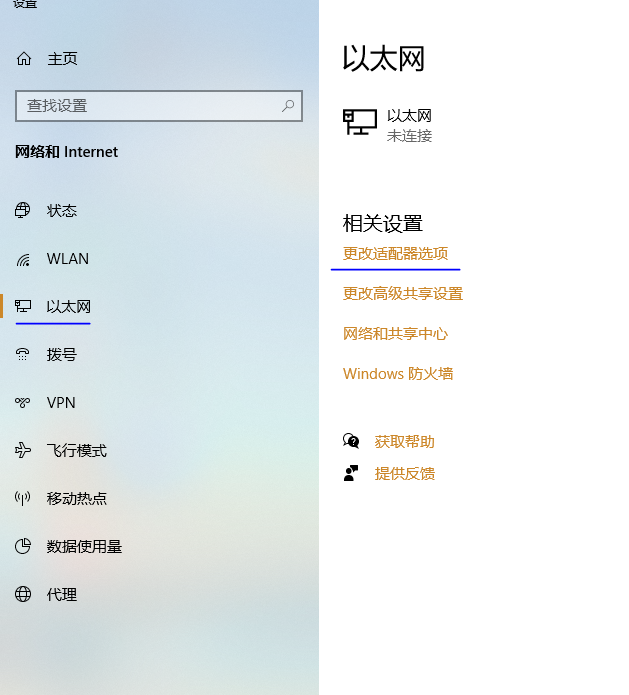 设置
主页
查找设置
网络和 Internet
状态
WLAN
以太网
拨号
VPN
飞行模式
移动热点
数据使用量
代理
以太网
以太网
未连接
相关设置
更改适配器选项
更改高级共享设置
网络和共享中心
Windows 防火墙
获取帮助
提供反馈